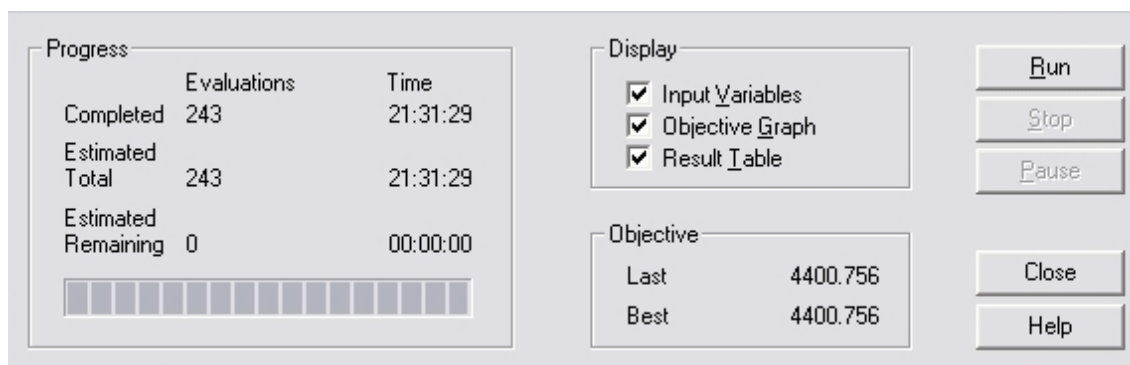 Progress
Evaluations Time
Completed 243 21:31:29
Estimated
Total 243 21:31:29
Estimated
Remaining 0 00:00:00
Display
Input Variables
Objective Graph
Result Table
Objective
Last 4400.756
Best 4400.756
Run
Stop
Pause
Close
Help